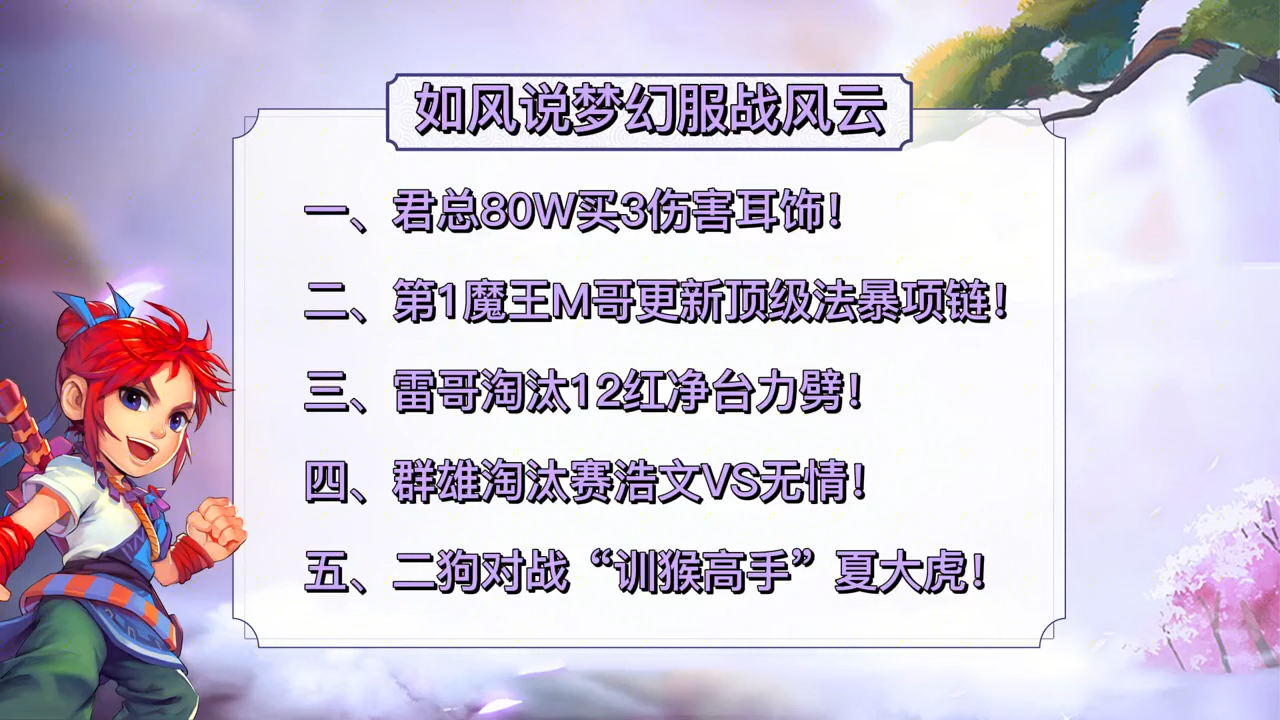 如风说梦幻服战风云
一、君总80W买3伤害耳饰！
二、第1魔王M哥更新顶级法暴项链！
三、雷哥淘汰12红净台力劈！
四、群雄淘汰赛浩文VS无情！
五、二狗对战“训猴高手”夏大虎！